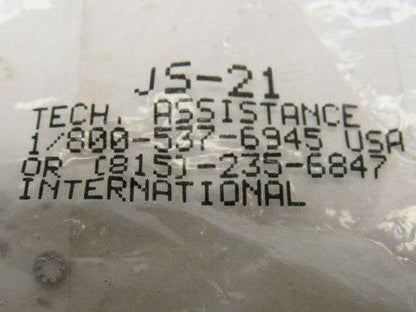 JS-21
TECH. ASSISTANCE
1/800-537-6945 USA
OR (815)-235-6847
INTERNATIONAL